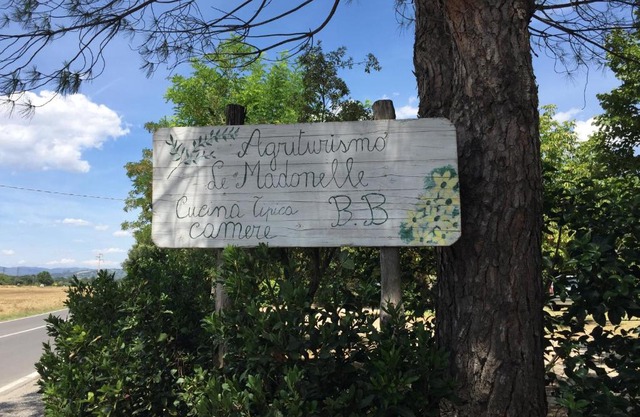 Agriturismo
Le Madonelle
Cucina Tipica B.B
camere